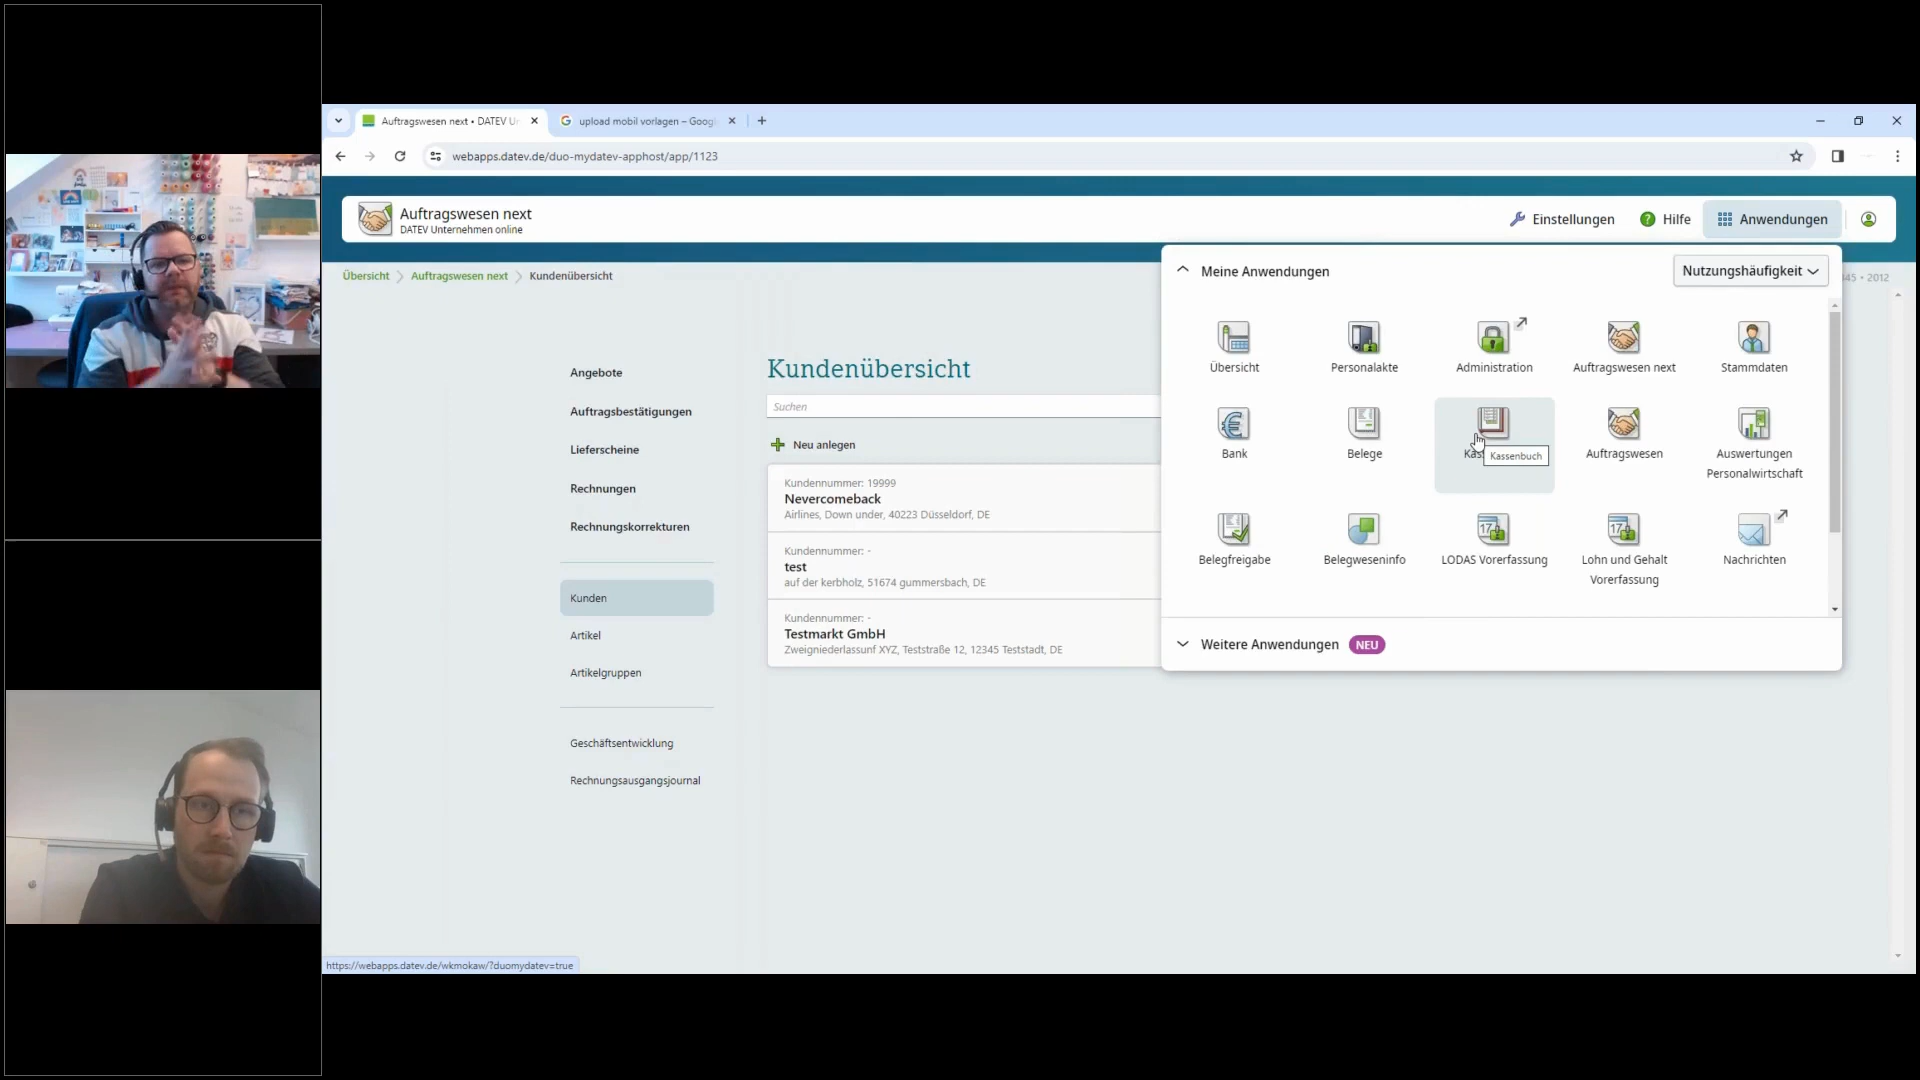 Auftragswesen next • DATEV Un
upload mobil vorlagen – Googl
webapps.datev.de/duo-mydatev-apphost/app/1123
Auftragswesen next
DATEV Unternehmen online
Einstellungen
Hilfe
Anwendungen
Übersicht
Auftragswesen next
Kundenübersicht
45 • 2012
Angebote
Auftragsbestätigungen
Lieferscheine
Rechnungen
Rechnungskorrekturen
Kunden
Artikel
Artikelgruppen
Geschäftsentwicklung
Rechnungsausgangsjournal
Kundenübersicht
Suchen
Neu anlegen
Kundennummer: 19999
Nevercomeback
Airlines, Down under, 40223 Düsseldorf, DE
Kundennummer: -
test
auf der kerbholz, 51674 gummersbach, DE
Kundennummer: -
Testmarkt GmbH
Zweigniederlassunf XYZ, Teststraße 12, 12345 Teststadt, DE
Meine Anwendungen
Nutzungshäufigkeit
Übersicht
Personalakte
Administration
Auftragswesen next
Stammdaten
Bank
Belege
Kas
Kassenbuch
Auftragswesen
Auswertungen
Personalwirtschaft
Belegfreigabe
Belegweseninfo
LODAS Vorerfassung
Lohn und Gehalt
Vorerfassung
Nachrichten
Weitere Anwendungen
NEU
https://webapps.datev.de/wkmokaw/?duomydatev=true